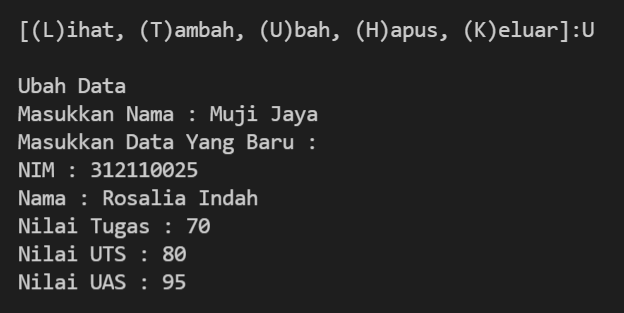 [(L)ihat, (T)ambah, (U)bah, (H)apus, (K)eluar]:U
Ubah Data
Masukkan Nama : Muji Jaya
Masukkan Data Yang Baru :
NIM : 312110025
Nama : Rosalia Indah
Nilai Tugas : 70
Nilai UTS : 80
Nilai UAS : 95